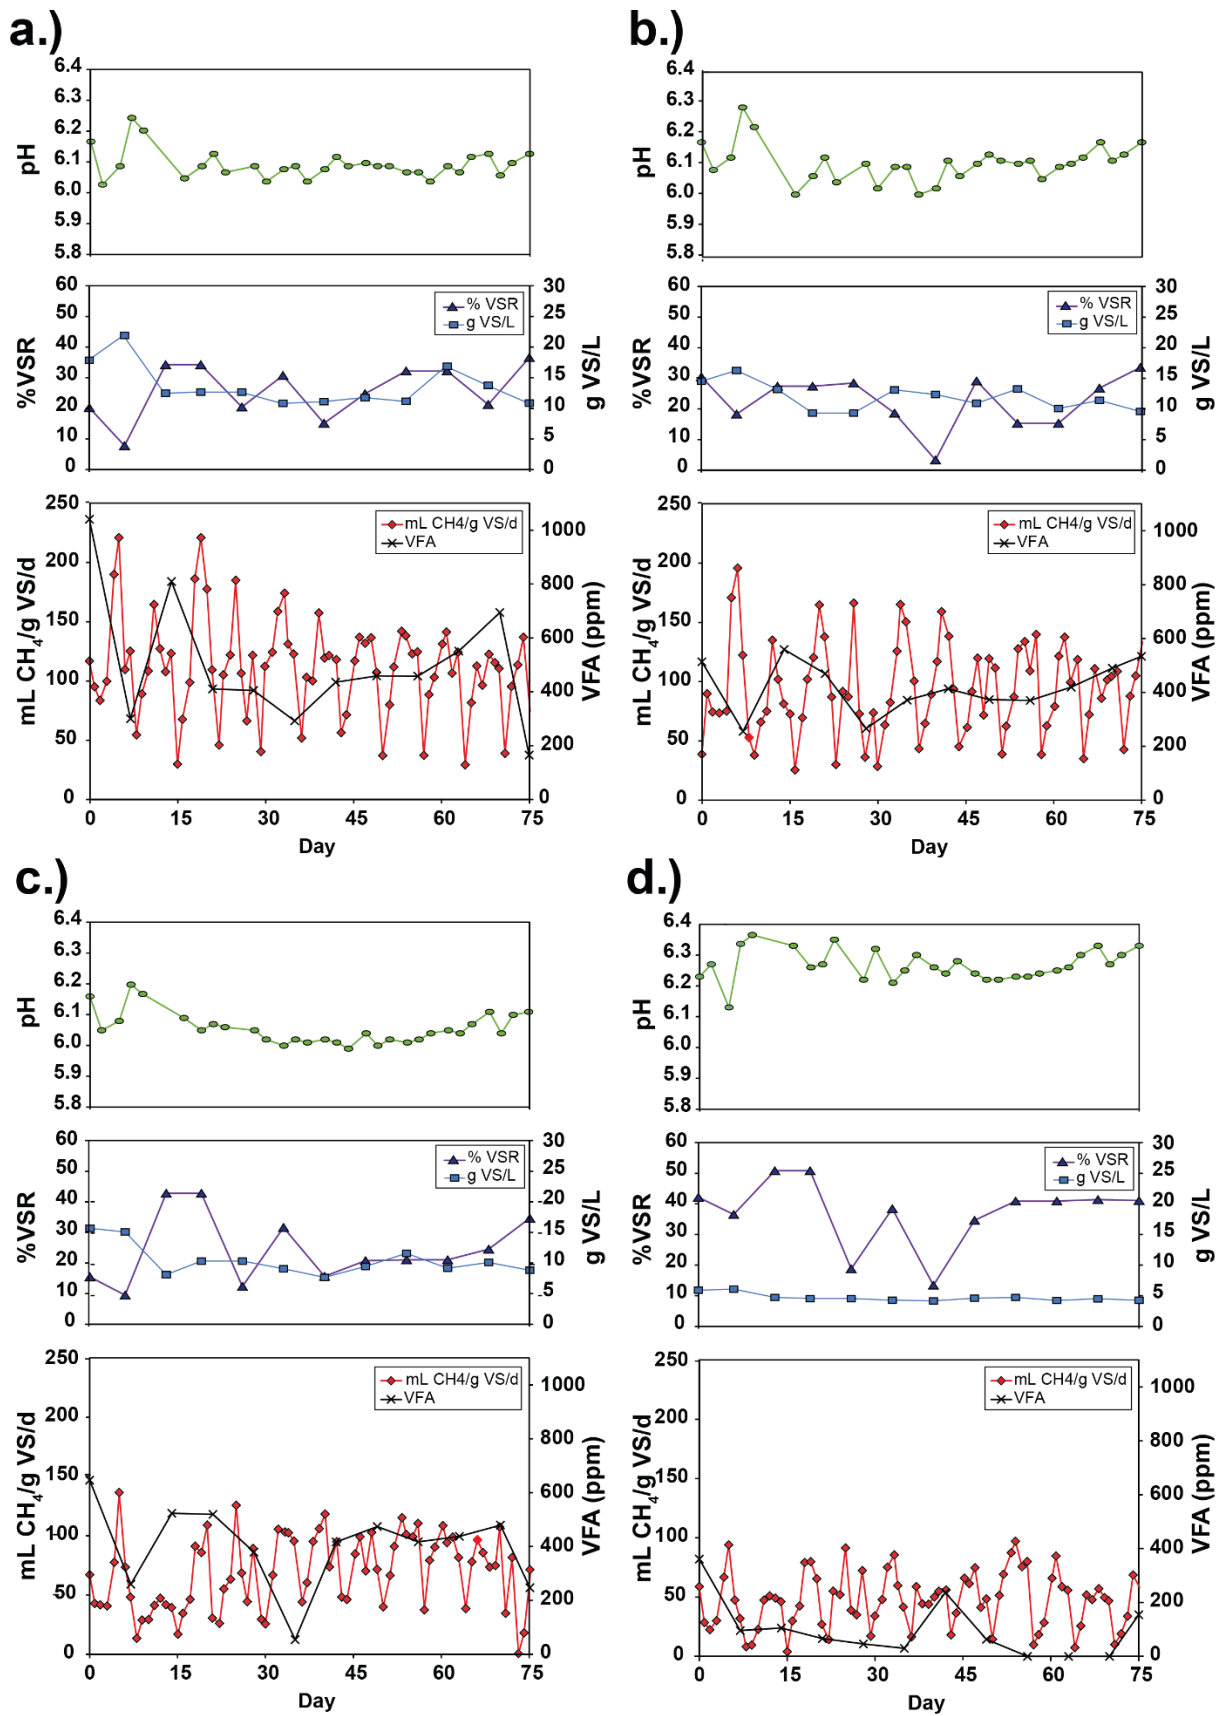 a.)
6.4
6.3
6.2
6.1
6.0
5.9
5.8
pH
60
50
40
30
20
10
0
%VSR
30
25
20
15
10
5
0
g VS/L
% VSR
g VS/L
250
200
150
100
50
0
mL CH4/g VS/d
1000
800
600
400
200
0
VFA (ppm)
mL CH4/g VS/d
VFA
0 15 30 45 60 75
Day
b.)
6.4
6.3
6.2
6.1
6.0
5.9
5.8
pH
60
50
40
30
20
10
0
%VSR
30
25
20
15
10
5
0
g VS/L
% VSR
g VS/L
250
200
150
100
50
0
mL CH4/g VS/d
1000
800
600
400
200
0
VFA (ppm)
mL CH4/g VS/d
VFA
0 15 30 45 60 75
Day
c.)
6.4
6.3
6.2
6.1
6.0
5.9
5.8
pH
60
50
40
30
20
10
0
%VSR
30
25
20
15
10
5
0
g VS/L
% VSR
g VS/L
250
200
150
100
50
0
mL CH4/g VS/d
1000
800
600
400
200
0
VFA (ppm)
mL CH4/g VS/d
VFA
0 15 30 45 60 75
Day
d.)
6.4
6.3
6.2
6.1
6.0
5.9
5.8
pH
60
50
40
30
20
10
0
%VSR
30
25
20
15
10
5
0
g VS/L
% VSR
g VS/L
250
200
150
100
50
0
mL CH4/g VS/d
1000
800
600
400
200
0
VFA (ppm)
mL CH4/g VS/d
VFA
0 15 30 45 60 75
Day